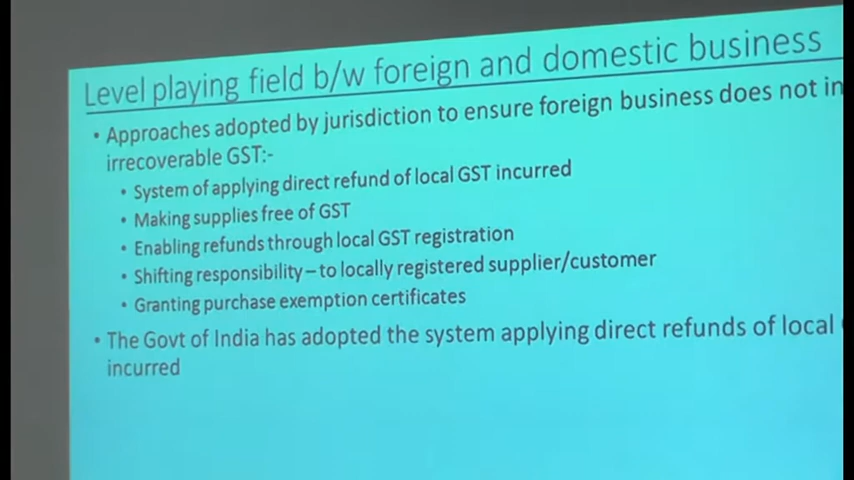 Level playing field b/w foreign and domestic business
• Approaches adopted by jurisdiction to ensure foreign business does not in
irrecoverable GST:-
• System of applying direct refund of local GST incurred
• Making supplies free of GST
• Enabling refunds through local GST registration
• Shifting responsibility – to locally registered supplier/customer
• Granting purchase exemption certificates
• The Govt of India has adopted the system applying direct refunds of local
incurred